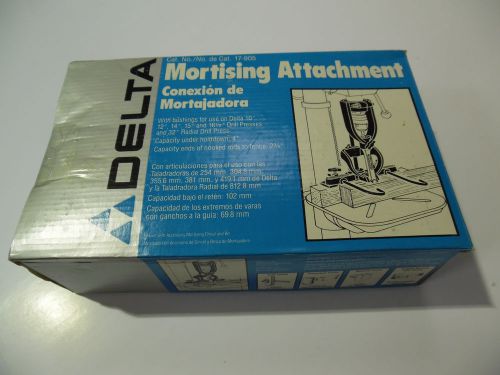 DELTA
Cat. No./No. de Cat. 17-905
Mortising Attachment
Conexión de
Mortajadora
With bushings for use on Delta 10",
12", 14", 15" and 16½" Drill Presses
and 32" Radial Drill Press
Capacity under holddown, 4"
Capacity ends of hooked rods to fence, 2¾"
Con articulaciones para el uso con las
Taladradoras de 254 mm, 304.8 mm,
355.6 mm, 381 mm, y 419.1 mm de Delta
y la Taladradora Radial de 812.8 mm
Capacidad bajo el retén: 102 mm
Capacidad de los extremos de varas
con ganchos a la guía: 69.8 mm
Mortising Attachment